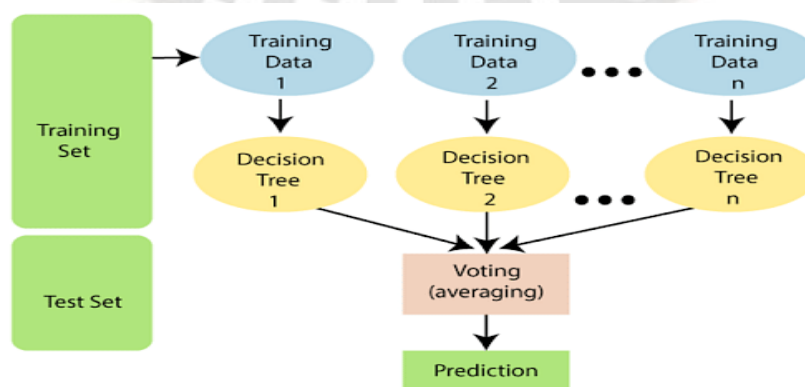 Training
Data
1
Training
Data
2
Training
Data
n
Training
Set
Decision
Tree
1
Decision
Tree
2
Decision
Tree
n
Test Set
Voting
(averaging)
Prediction